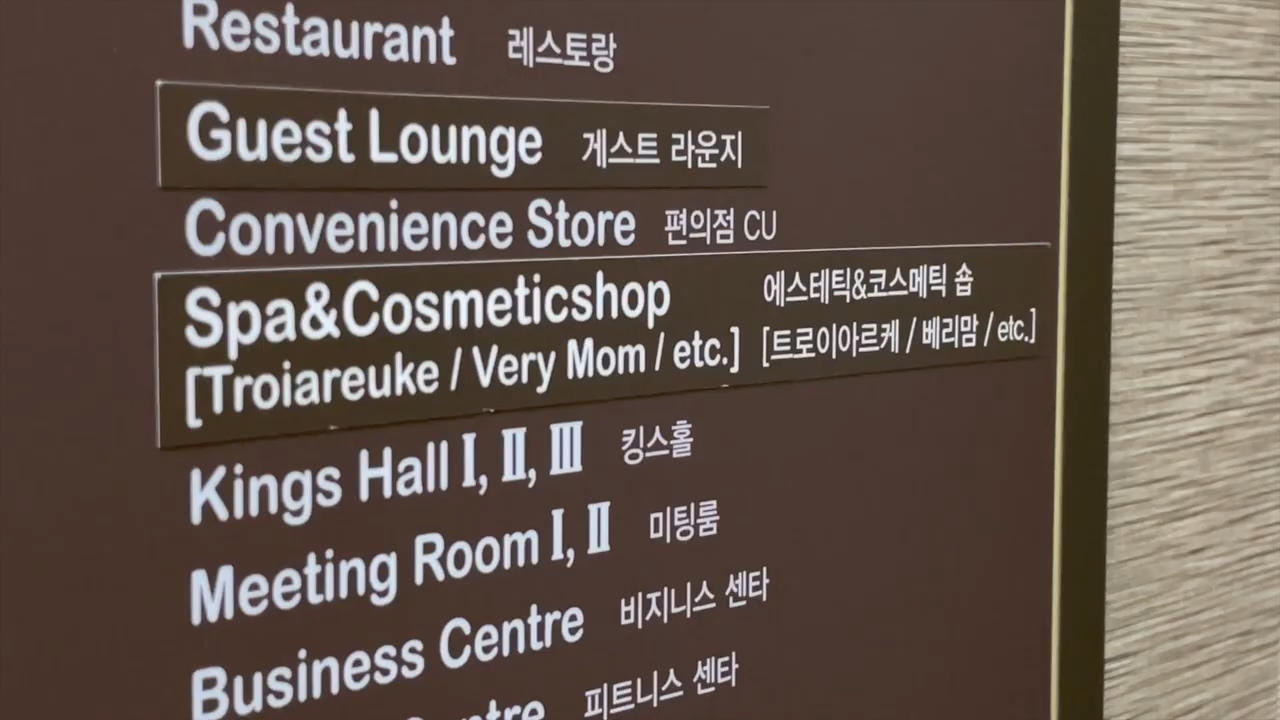 Restaurant 레스토랑
Guest Lounge 게스트 라운지
Convenience Store 편의점 CU
Spa&Cosmeticshop 에스테틱&코스메틱 숍
[Troiareuke / Very Mom / etc.] [트로이아르케 / 베리맘 / etc.]
Kings Hall Ⅰ, Ⅱ, Ⅲ 킹스홀
Meeting Room Ⅰ, Ⅱ 미팅룸
Business Centre 비지니스 센타
Centre 피트니스 센타